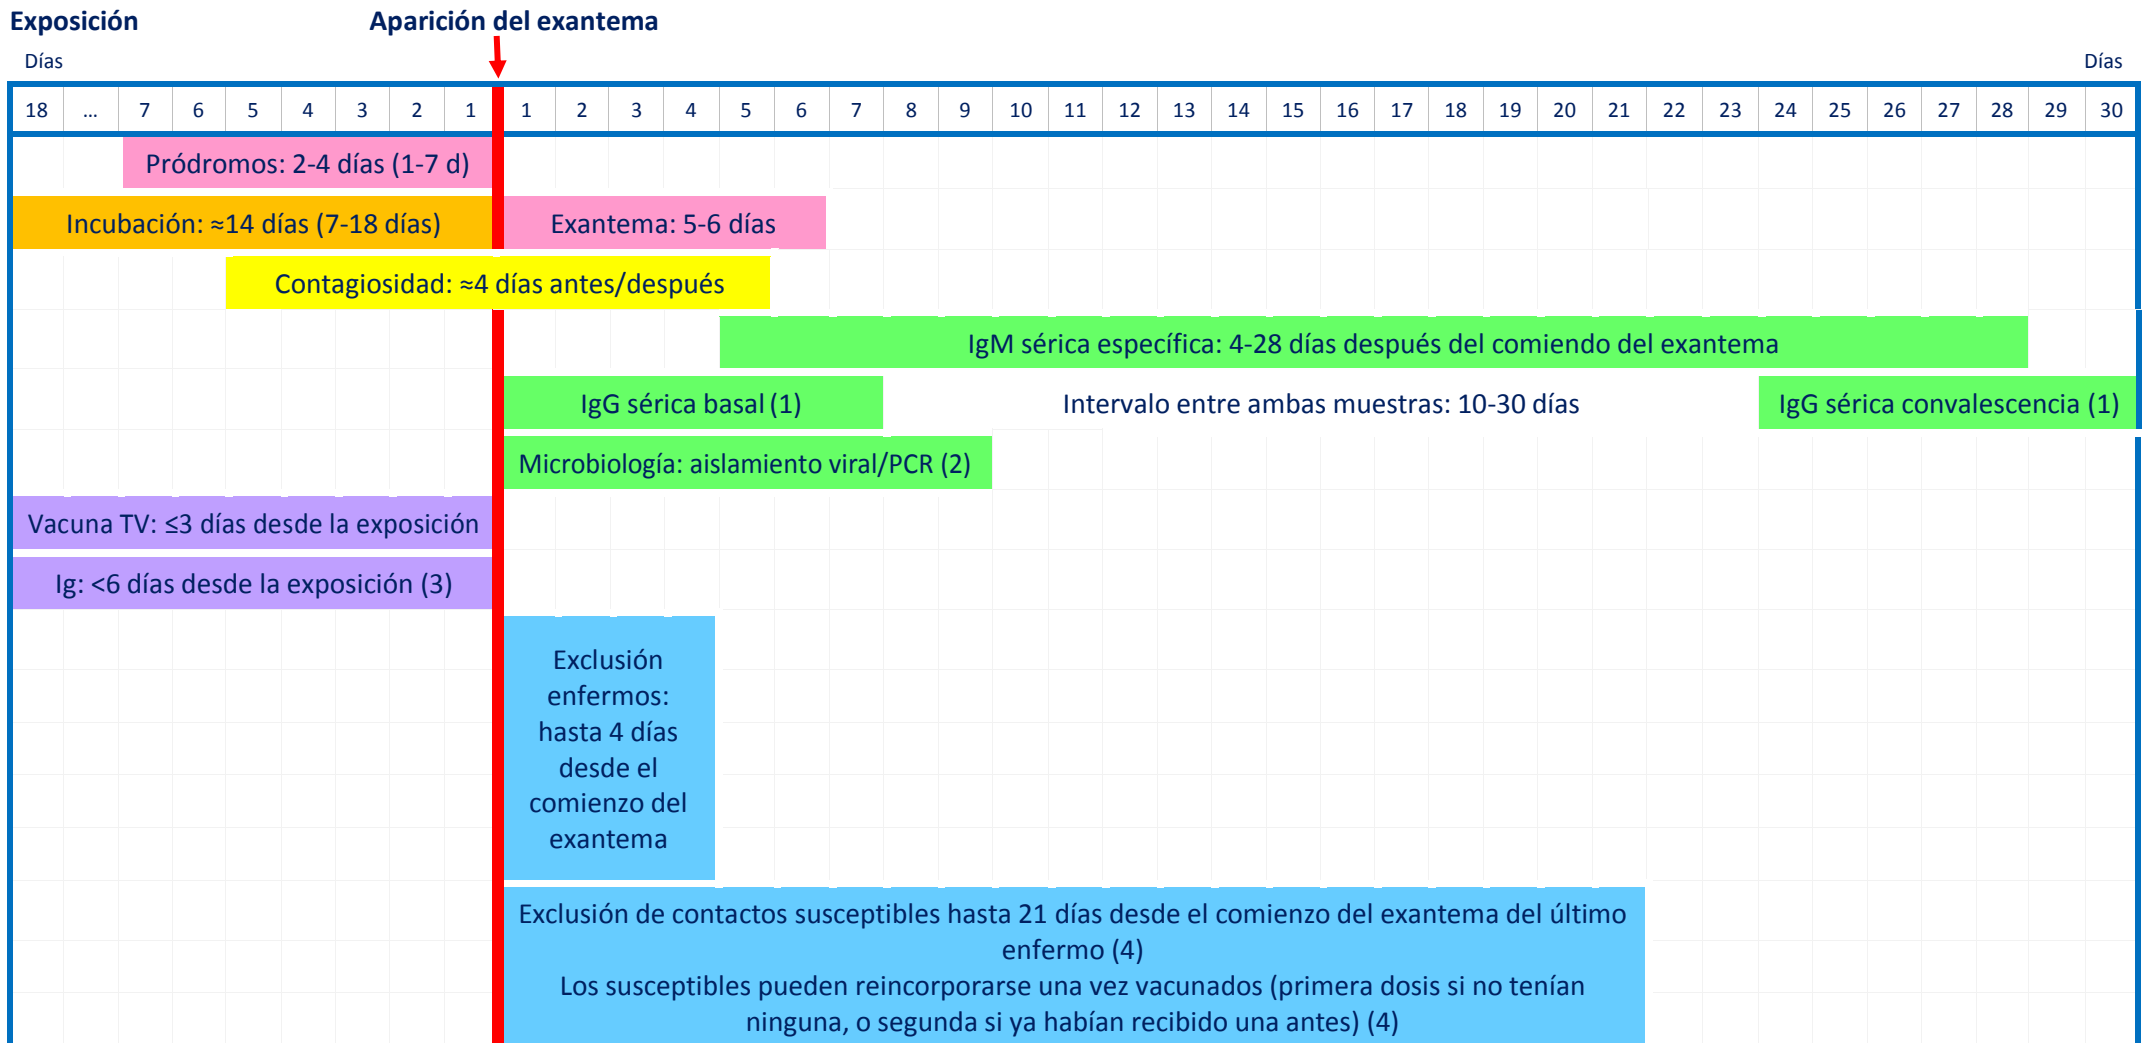 Exposición
Aparición del exantema
Días
Días
18 ... 7 6 5 4 3 2 1 1 2 3 4 5 6 7 8 9 10 11 12 13 14 15 16 17 18 19 20 21 22 23 24 25 26 27 28 29 30
Pródromos: 2-4 días (1-7 d)
Incubación: ≈14 días (7-18 días)
Exantema: 5-6 días
Contagiosidad: ≈4 días antes/después
IgM sérica específica: 4-28 días después del comiendo del exantema
IgG sérica basal (1)
Intervalo entre ambas muestras: 10-30 días
IgG sérica convalescencia (1)
Microbiología: aislamiento viral/PCR (2)
Vacuna TV: ≤3 días desde la exposición
Ig: <6 días desde la exposición (3)
Exclusión
enfermos:
hasta 4 días
desde el
comienzo del
exantema
Exclusión de contactos susceptibles hasta 21 días desde el comienzo del exantema del último
enfermo (4)
Los susceptibles pueden reincorporarse una vez vacunados (primera dosis si no tenían
ninguna, o segunda si ya habían recibido una antes) (4)